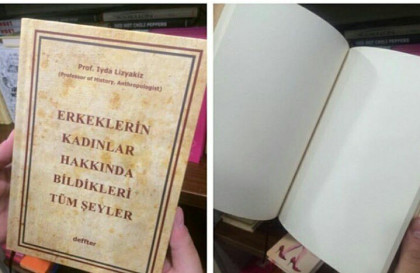 Prof. Iyda Lizyakiz
(Professor of History, Anthropologist)
ERKEKLERİN
KADINLAR
HAKKINDA
BİLDİKLERİ
TÜM ŞEYLER
deffter